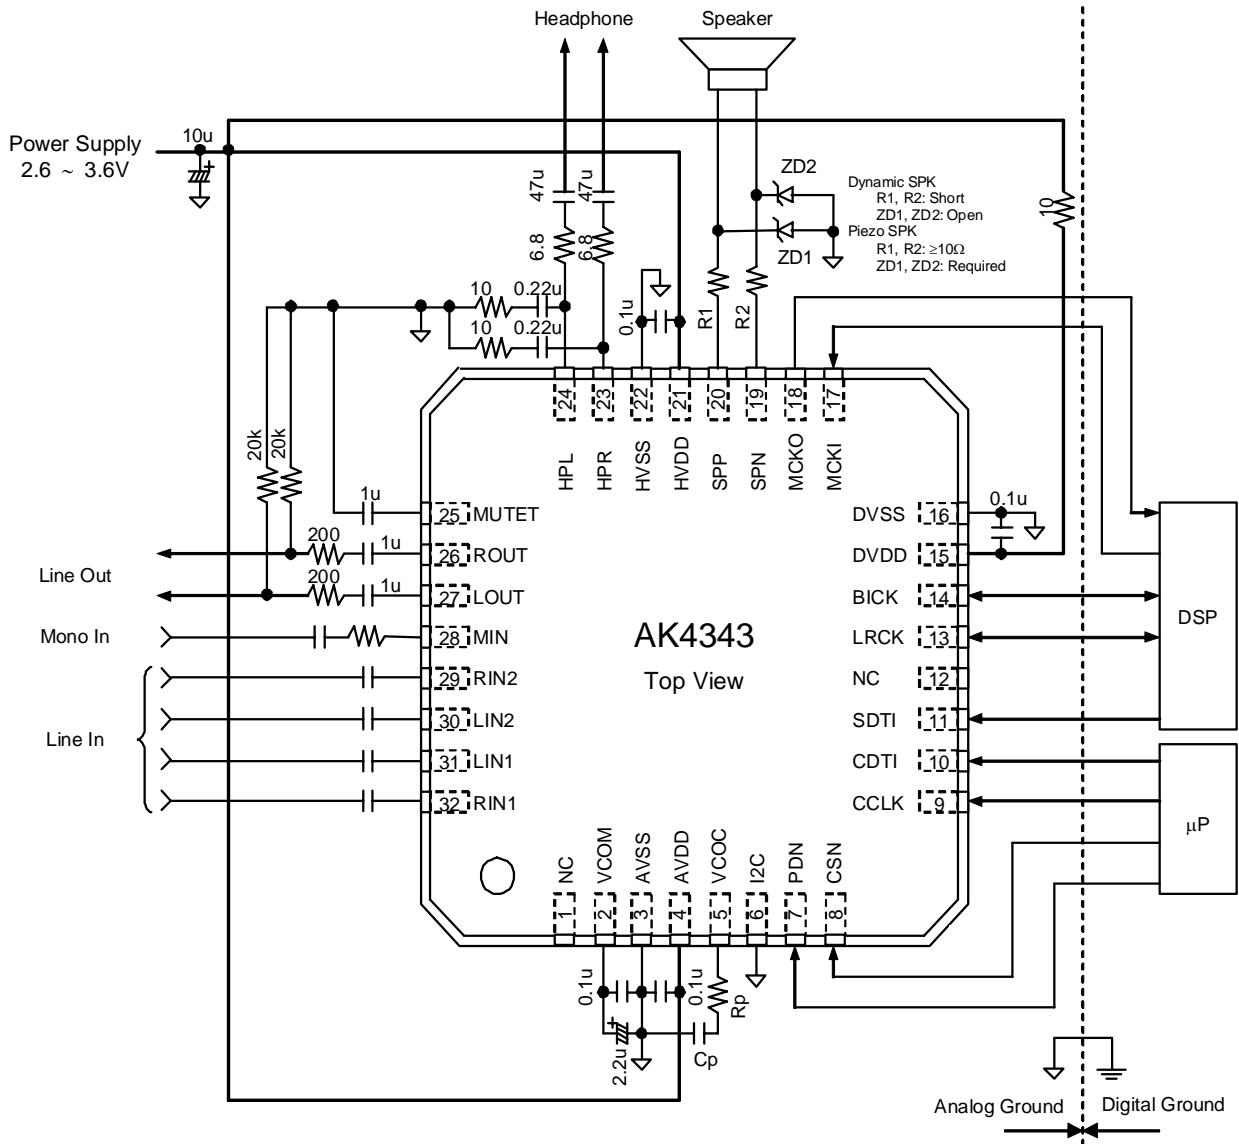 Headphone
Speaker
Power Supply
2.6 ~ 3.6V
10u
47u
47u
6.8
6.8
ZD2
ZD1
Dynamic SPK
R1, R2: Short
ZD1, ZD2: Open
Piezo SPK
R1, R2: ≥10Ω
ZD1, ZD2: Required
10
10
0.22u
10
0.22u
0.1u
R1
R2
24
23
22
21
20
19
18
17
HPL
HPR
HVSS
HVDD
SPP
SPN
MCKO
MCKI
20k
20k
1u
25
MUTET
200
1u
26
ROUT
200
1u
27
LOUT
Line Out
Mono In
28
MIN
29
RIN2
30
LIN2
Line In
31
LIN1
32
RIN1
AK4343
Top View
DVSS
16
0.1u
DVDD
15
BICK
14
LRCK
13
NC
12
SDTI
11
CDTI
10
CCLK
9
DSP
μP
NC
VCOM
AVSS
AVDD
VCOC
I2C
PDN
CSN
1
2
3
4
5
6
7
8
0.1u
0.1u
Rp
2.2u
Cp
Analog Ground
Digital Ground